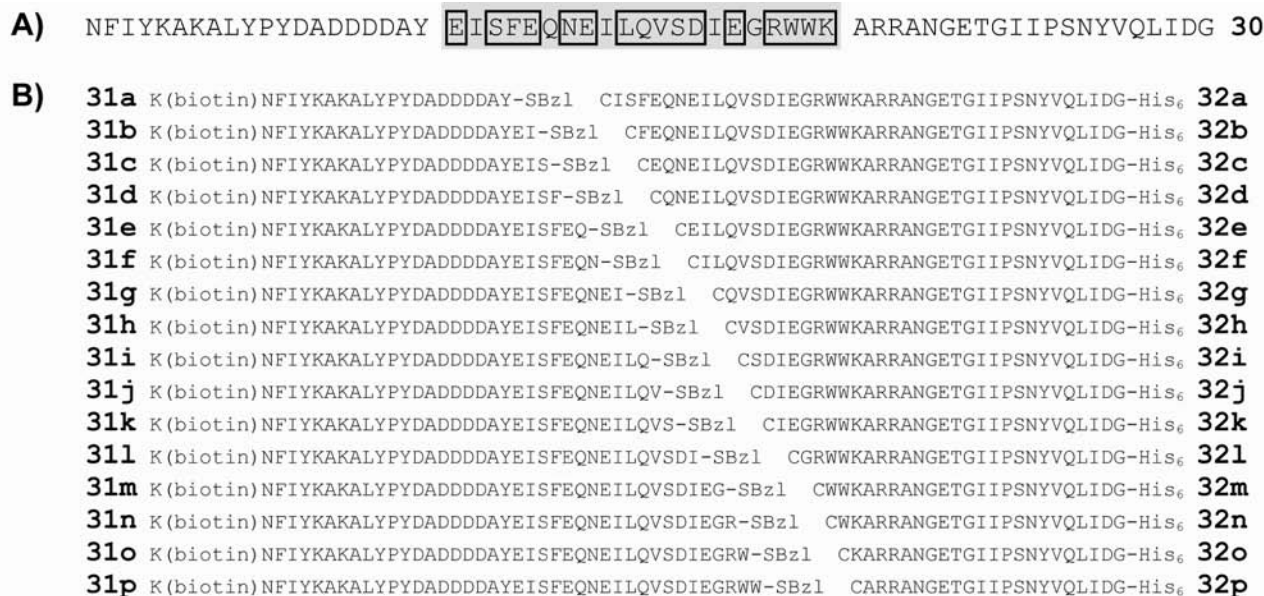 A) NFIYKAKALYPYDADDDDAY EISFEQNEILQVSDIEGRWWK ARRANGETGIIPSNYVQLIDG 30
B) 31a K(biotin)NFIYKAKALYPYDADDDDAY-SBzl CISFEQNEILQVSDIEGRWWKARRANGETGIIPSNYVQLIDG-His₆ 32a
31b K(biotin)NFIYKAKALYPYDADDDDAYEI-SBzl CFEQNEILQVSDIEGRWWKARRANGETGIIPSNYVQLIDG-His₆ 32b
31c K(biotin)NFIYKAKALYPYDADDDDAYEIS-SBzl CEQNEILQVSDIEGRWWKARRANGETGIIPSNYVQLIDG-His₆ 32c
31d K(biotin)NFIYKAKALYPYDADDDDAYEISF-SBzl CQNEILQVSDIEGRWWKARRANGETGIIPSNYVQLIDG-His₆ 32d
31e K(biotin)NFIYKAKALYPYDADDDDAYEISFEQ-SBzl CEILQVSDIEGRWWKARRANGETGIIPSNYVQLIDG-His₆ 32e
31f K(biotin)NFIYKAKALYPYDADDDDAYEISFEQN-SBzl CILQVSDIEGRWWKARRANGETGIIPSNYVQLIDG-His₆ 32f
31g K(biotin)NFIYKAKALYPYDADDDDAYEISFEQNEI-SBzl CQVSDIEGRWWKARRANGETGIIPSNYVQLIDG-His₆ 32g
31h K(biotin)NFIYKAKALYPYDADDDDAYEISFEQNEIL-SBzl CVSDIEGRWWKARRANGETGIIPSNYVQLIDG-His₆ 32h
31i K(biotin)NFIYKAKALYPYDADDDDAYEISFEQNEILQ-SBzl CSDIEGRWWKARRANGETGIIPSNYVQLIDG-His₆ 32i
31j K(biotin)NFIYKAKALYPYDADDDDAYEISFEQNEILQV-SBzl CDIEGRWWKARRANGETGIIPSNYVQLIDG-His₆ 32j
31k K(biotin)NFIYKAKALYPYDADDDDAYEISFEQNEILQVS-SBzl CIEGRWWKARRANGETGIIPSNYVQLIDG-His₆ 32k
31l K(biotin)NFIYKAKALYPYDADDDDAYEISFEQNEILQVSDI-SBzl CGRWWKARRANGETGIIPSNYVQLIDG-His₆ 32l
31m K(biotin)NFIYKAKALYPYDADDDDAYEISFEQNEILQVSDIEG-SBzl CWWKARRANGETGIIPSNYVQLIDG-His₆ 32m
31n K(biotin)NFIYKAKALYPYDADDDDAYEISFEQNEILQVSDIEGR-SBzl CWKARRANGETGIIPSNYVQLIDG-His₆ 32n
31o K(biotin)NFIYKAKALYPYDADDDDAYEISFEQNEILQVSDIEGRW-SBzl CKARRANGETGIIPSNYVQLIDG-His₆ 32o
31p K(biotin)NFIYKAKALYPYDADDDDAYEISFEQNEILQVSDIEGRWW-SBzl CARRANGETGIIPSNYVQLIDG-His₆ 32p